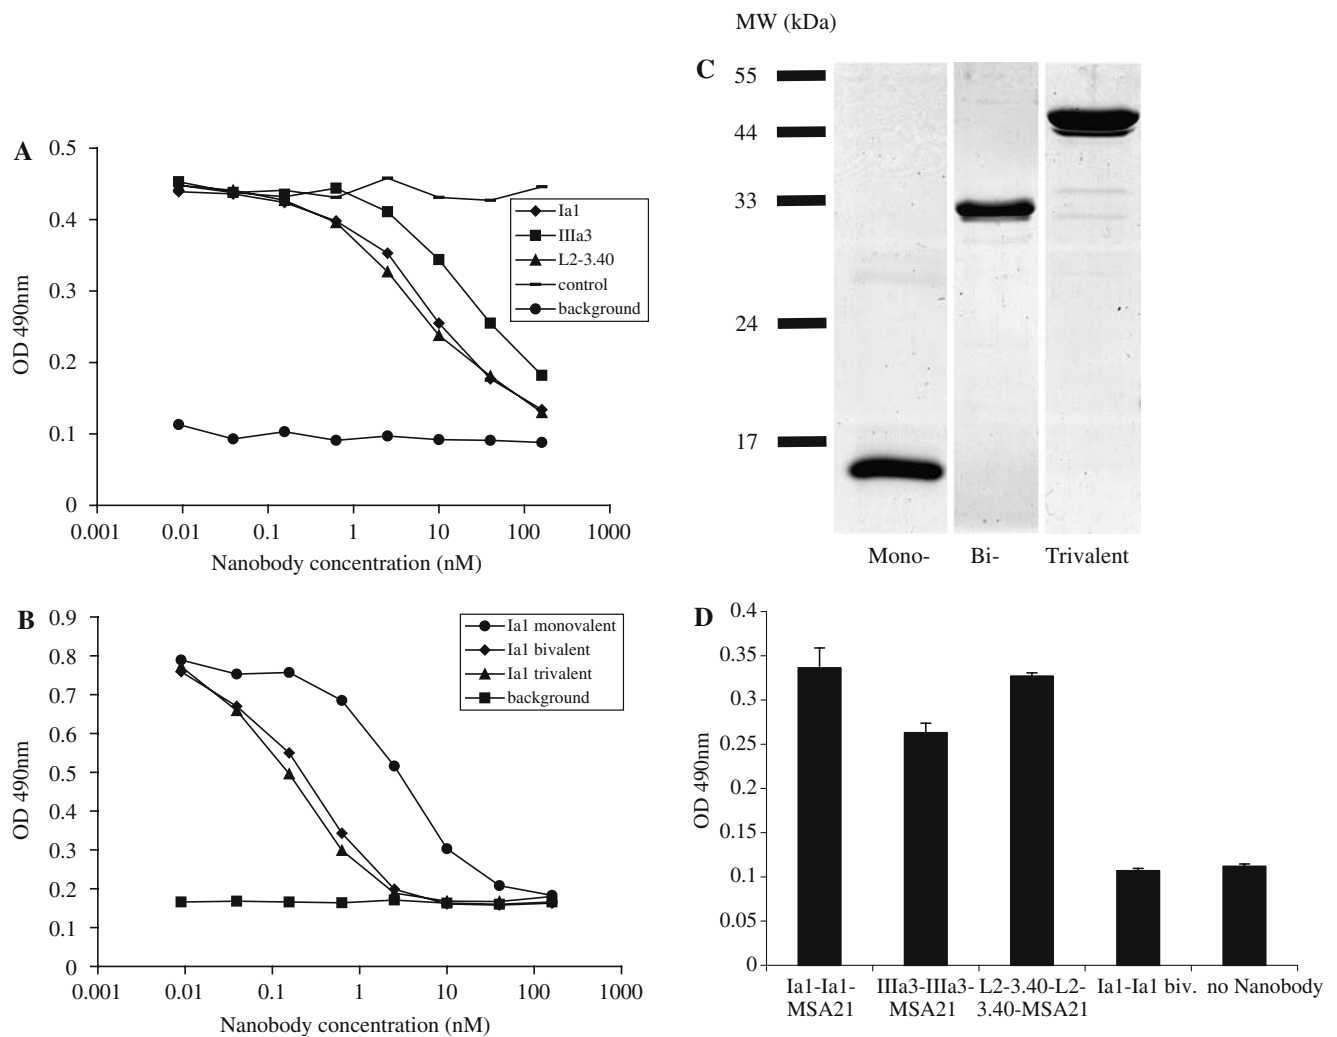 A
0.5
0.4
0.3
0.2
0.1
0
OD 490nm
0.001
0.01
0.1
1
10
100
1000
Nanobody concentration (nM)
Ia1
IIIa3
L2-3.40
control
background
B
0.9
0.8
0.7
0.6
0.5
0.4
0.3
0.2
0.1
0
OD 490nm
0.001
0.01
0.1
1
10
100
1000
Nanobody concentration (nM)
Ia1 monovalent
Ia1 bivalent
Ia1 trivalent
background
MW (kDa)
C
55
44
33
24
17
Mono-
Bi-
Trivalent
D
0.4
0.35
0.3
0.25
0.2
0.15
0.1
0.05
0
OD 490nm
Ia1-Ia1-
MSA21
IIIa3-IIIa3-
MSA21
L2-3.40-L2-
3.40-MSA21
Ia1-Ia1 biv.
no Nanobody